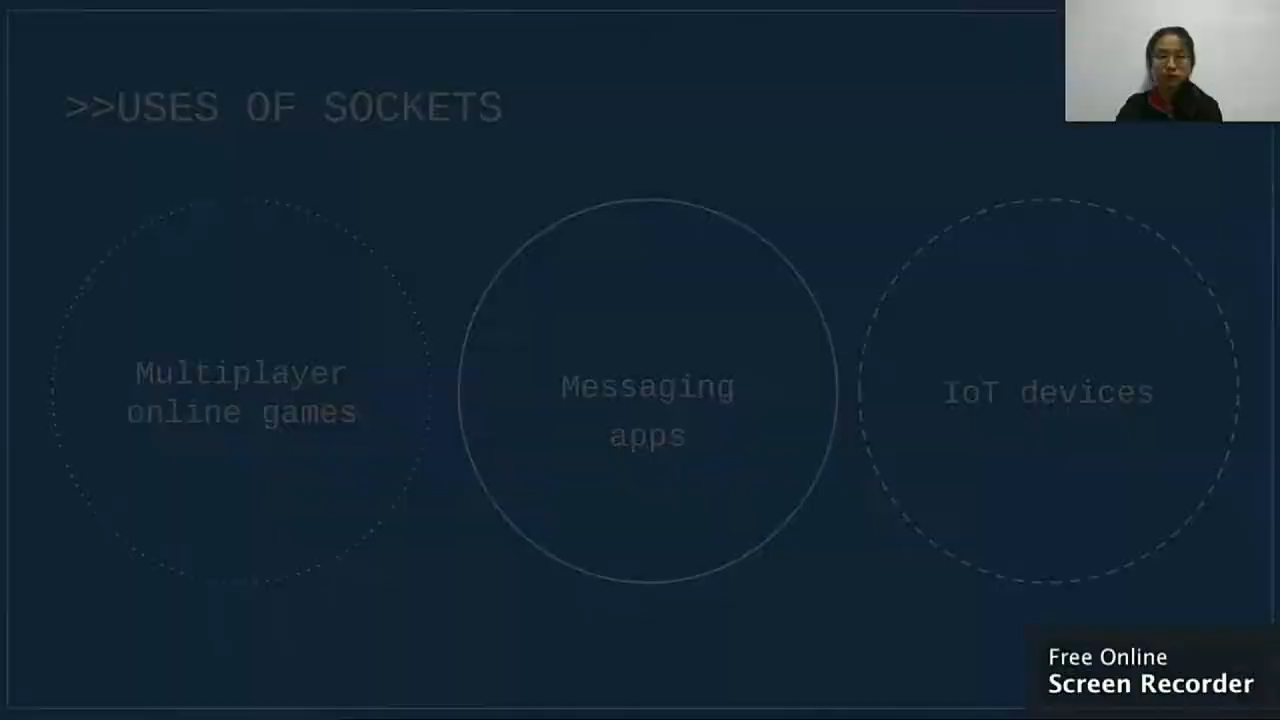 >>USES OF SOCKETS
Multiplayer
online games
Messaging
apps
IoT devices
Free Online
Screen Recorder